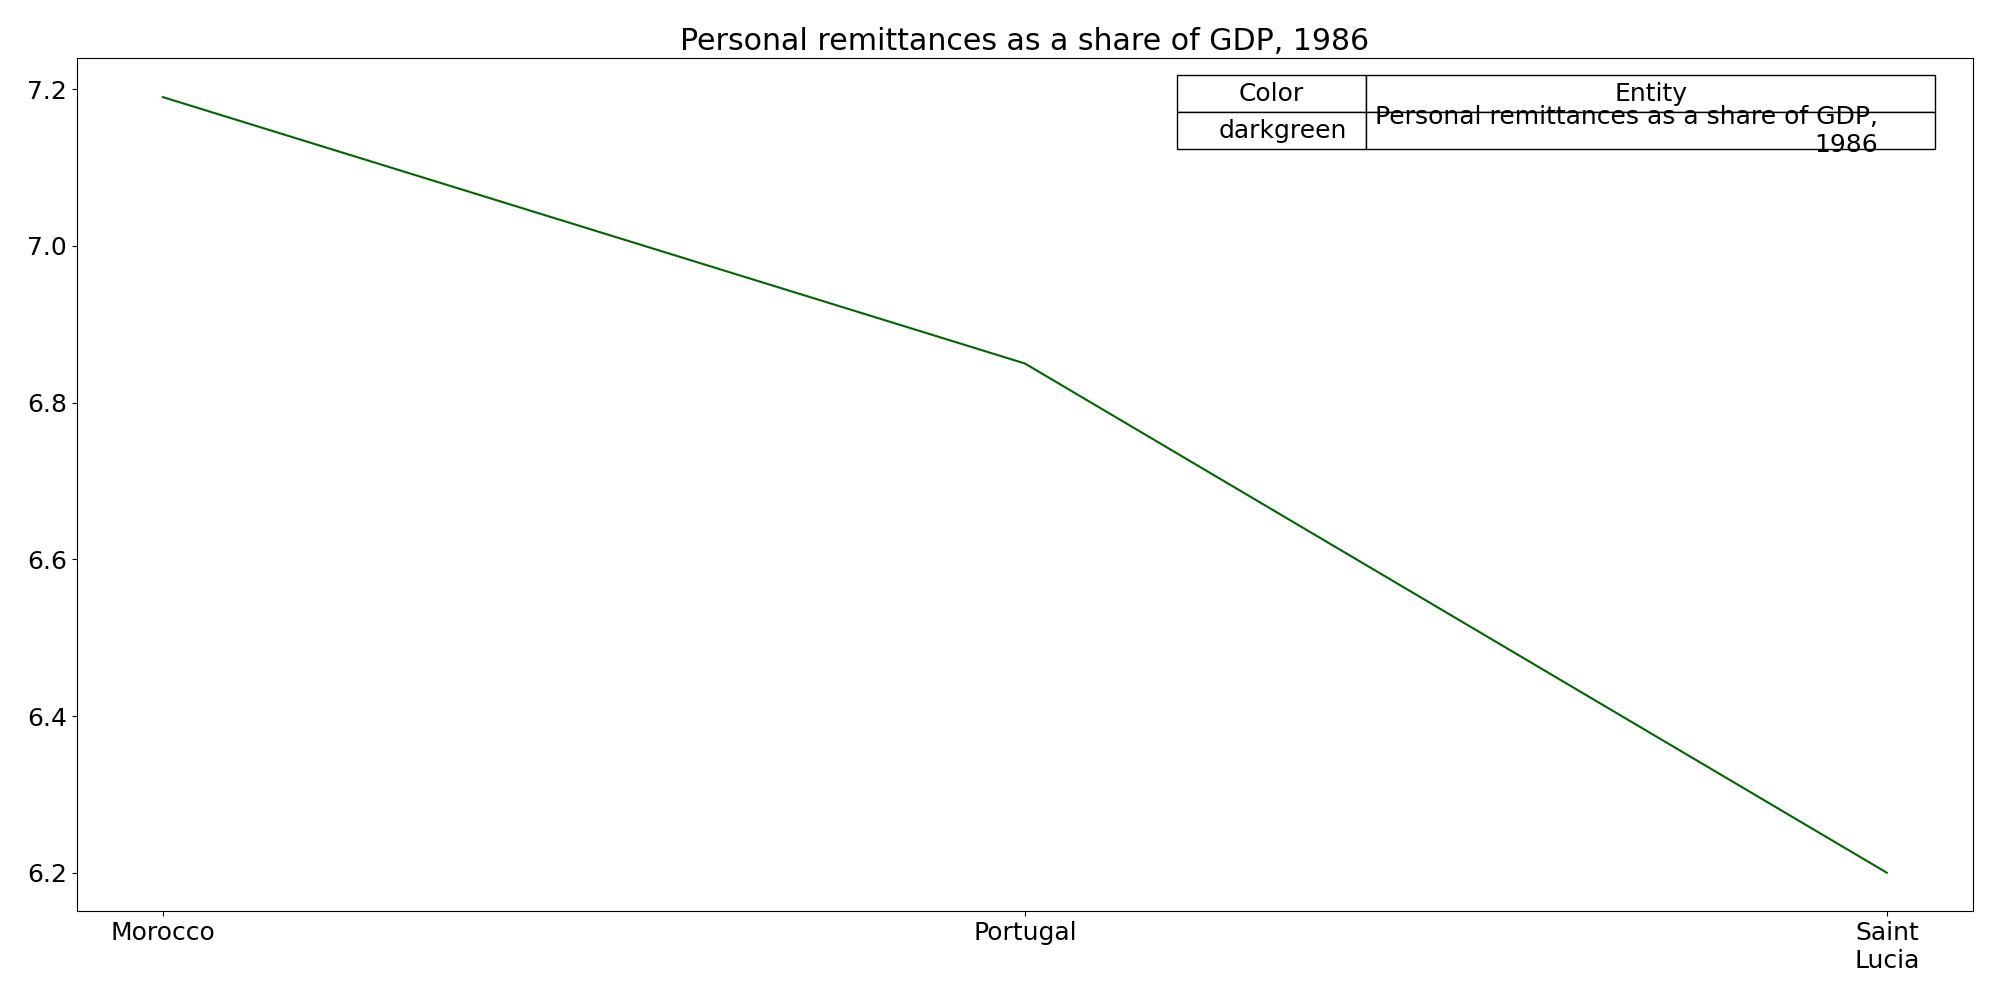 Personal remittances as a share of GDP, 1986
7.2
7.0
6.8
6.6
6.4
6.2
Color Entity
darkgreen Personal remittances as a share of GDP,
1986
Morocco Portugal Saint
Lucia